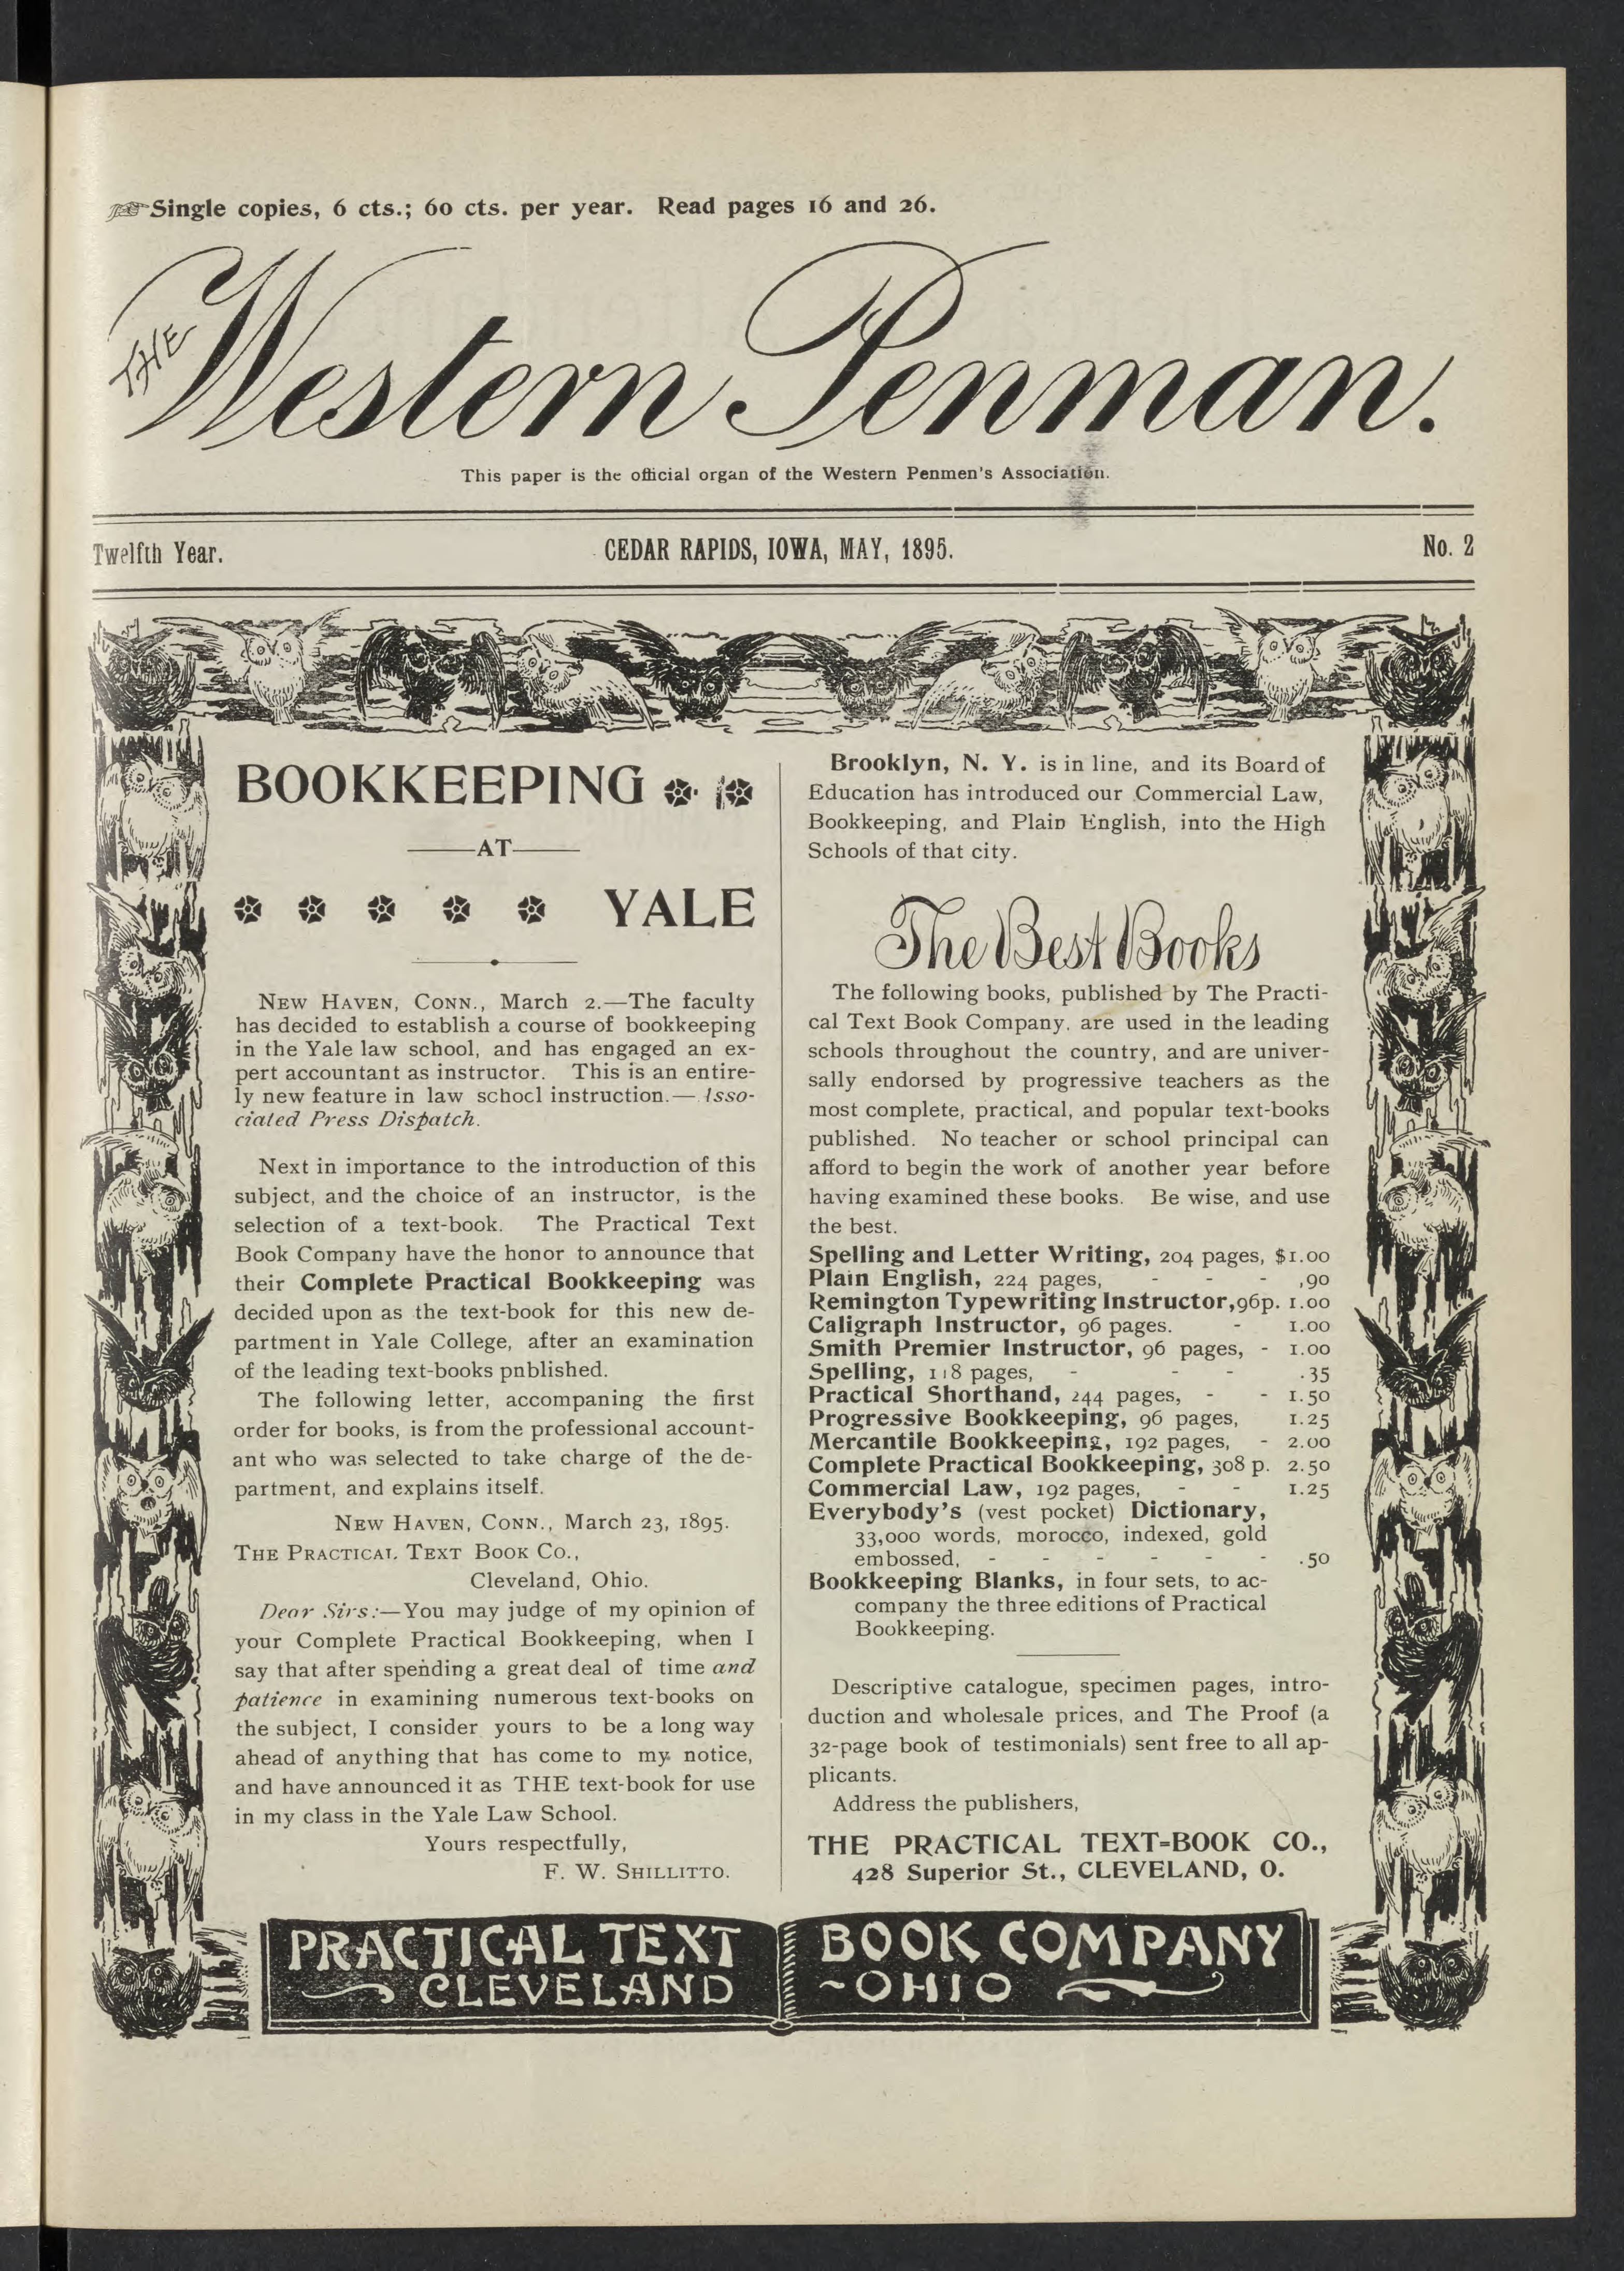 Single copies, 6 cts.; 60 cts. per year. Read pages 16 and 26.
THE Western Penman.
This paper is the official organ of the Western Penmen's Association.
Twelfth Year. CEDAR RAPIDS, IOWA, MAY, 1895. No. 2
BOOKKEEPING
AT
YALE
NEW HAVEN, CONN., March 2.—The faculty
has decided to establish a course of bookkeeping
in the Yale law school, and has engaged an ex-
pert accountant as instructor. This is an entire-
ly new feature in law school instruction.—Asso-
ciated Press Dispatch.
Next in importance to the introduction of this
subject, and the choice of an instructor, is the
selection of a text-book. The Practical Text
Book Company have the honor to announce that
their Complete Practical Bookkeeping was
decided upon as the text-book for this new de-
partment in Yale College, after an examination
of the leading text-books pnblished.
The following letter, accompaning the first
order for books, is from the professional account-
ant who was selected to take charge of the de-
partment, and explains itself.
NEW HAVEN, CONN., March 23, 1895.
THE PRACTICAL TEXT BOOK CO.,
Cleveland, Ohio.
Dear Sirs:—You may judge of my opinion of
your Complete Practical Bookkeeping, when I
say that after spending a great deal of time and
patience in examining numerous text-books on
the subject, I consider yours to be a long way
ahead of anything that has come to my notice,
and have announced it as THE text-book for use
in my class in the Yale Law School.
Yours respectfully,
F. W. SHILLITTO.
Brooklyn, N. Y. is in line, and its Board of
Education has introduced our Commercial Law,
Bookkeeping, and Plain English, into the High
Schools of that city.
The Best Books
The following books, published by The Practi-
cal Text Book Company. are used in the leading
schools throughout the country, and are univer-
sally endorsed by progressive teachers as the
most complete, practical, and popular text-books
published. No teacher or school principal can
afford to begin the work of another year before
having examined these books. Be wise, and use
the best.
Spelling and Letter Writing, 204 pages, $1.00
Plain English, 224 pages, - - - ,90
Remington Typewriting Instructor, 96p. 1.00
Caligraph Instructor, 96 pages. - 1.00
Smith Premier Instructor, 96 pages, - 1.00
Spelling, 118 pages, - - - .35
Practical Shorthand, 244 pages, - - 1.50
Progressive Bookkeeping, 96 pages, 1.25
Mercantile Bookkeeping, 192 pages, - 2.00
Complete Practical Bookkeeping, 308 p. 2.50
Commercial Law, 192 pages, - - 1.25
Everybody's (vest pocket) Dictionary,
33,000 words, morocco, indexed, gold
embossed, - - - - - - .50
Bookkeeping Blanks, in four sets, to ac-
company the three editions of Practical
Bookkeeping.
Descriptive catalogue, specimen pages, intro-
duction and wholesale prices, and The Proof (a
32-page book of testimonials) sent free to all ap-
plicants.
Address the publishers,
THE PRACTICAL TEXT=BOOK CO.,
428 Superior St., CLEVELAND, O.
PRACTICAL TEXT BOOK COMPANY
CLEVELAND ~OHIO